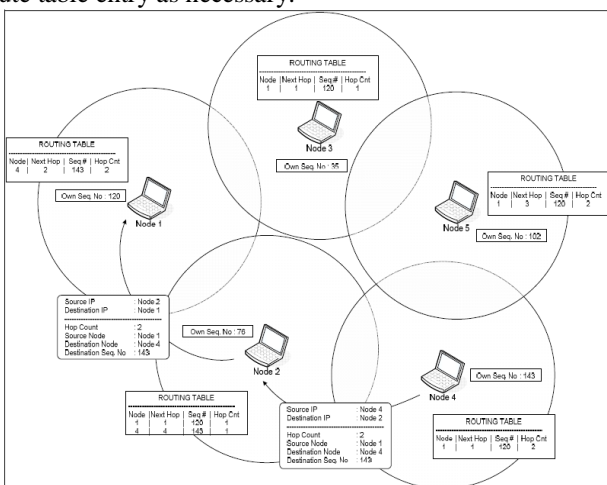 ute table entry as necessary.
ROUTING TABLE
Node | Next Hop | Seq # | Hop Cnt
1 | 1 | 120 | 1
Node 3
Own Seq. No : 35
ROUTING TABLE
Node | Next Hop | Seq # | Hop Cnt
4 | 2 | 143 | 2
Own Seq. No : 120
Node 1
ROUTING TABLE
Node | Next Hop | Seq # | Hop Cnt
1 | 3 | 120 | 2
Node 5
Own Seq. No : 102
Source IP : Node 2
Destination IP : Node 1
Hop Count : 2
Source Node : Node 1
Destination Node : Node 4
Destination Seq. No : 143
Own Seq. No : 76
Node 2
Own Seq. No : 143
Node 4
ROUTING TABLE
Node | Next Hop | Seq # | Hop Cnt
1 | 1 | 120 | 1
4 | 4 | 143 | 1
Source IP : Node 4
Destination IP : Node 2
Hop Count : 2
Source Node : Node 1
Destination Node : Node 4
Destination Seq. No : 143
ROUTING TABLE
Node | Next Hop | Seq # | Hop Cnt
1 | 1 | 120 | 2